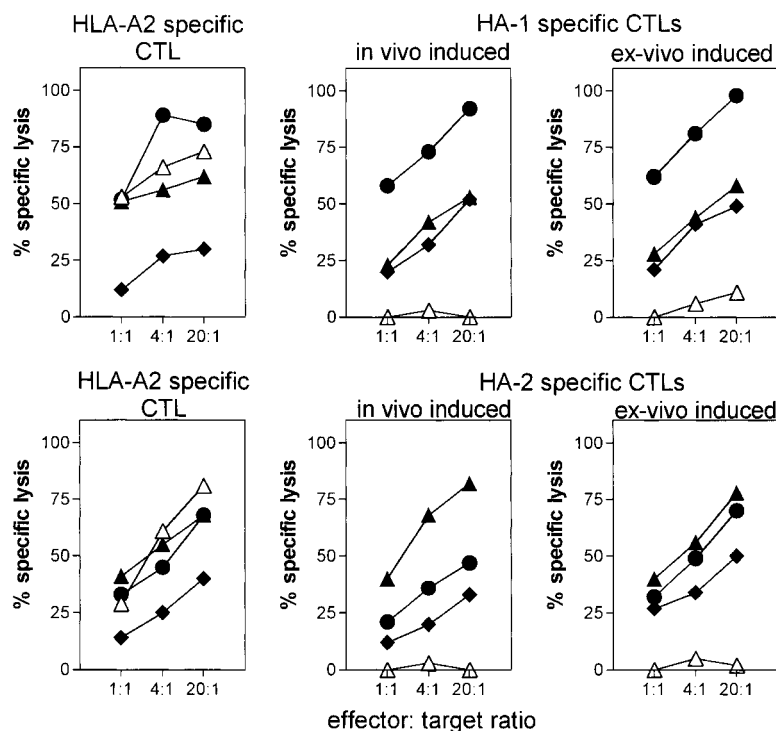 HLA-A2 specific
CTL
HA-1 specific CTLs
in vivo induced
ex-vivo induced
% specific lysis
100
75
50
25
0
1:1 4:1 20:1
% specific lysis
100
75
50
25
0
1:1 4:1 20:1
% specific lysis
100
75
50
25
0
1:1 4:1 20:1
HLA-A2 specific
CTL
HA-2 specific CTLs
in vivo induced
ex-vivo induced
% specific lysis
100
75
50
25
0
1:1 4:1 20:1
% specific lysis
100
75
50
25
0
1:1 4:1 20:1
% specific lysis
100
75
50
25
0
1:1 4:1 20:1
effector: target ratio